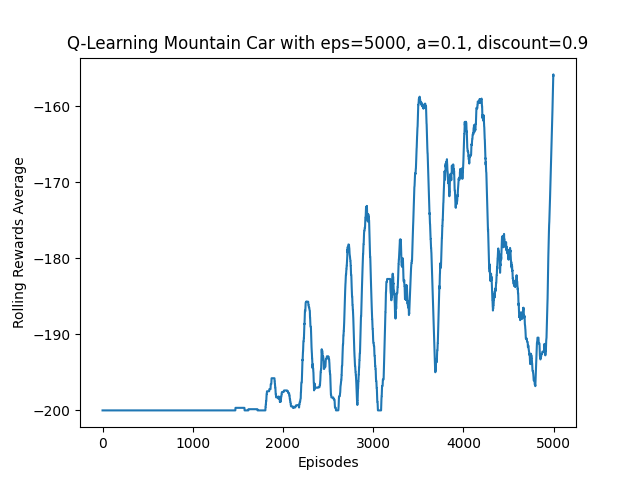 Q-Learning Mountain Car with eps=5000, a=0.1, discount=0.9
−160
−170
−180
−190
−200
Rolling Rewards Average
0 1000 2000 3000 4000 5000
Episodes